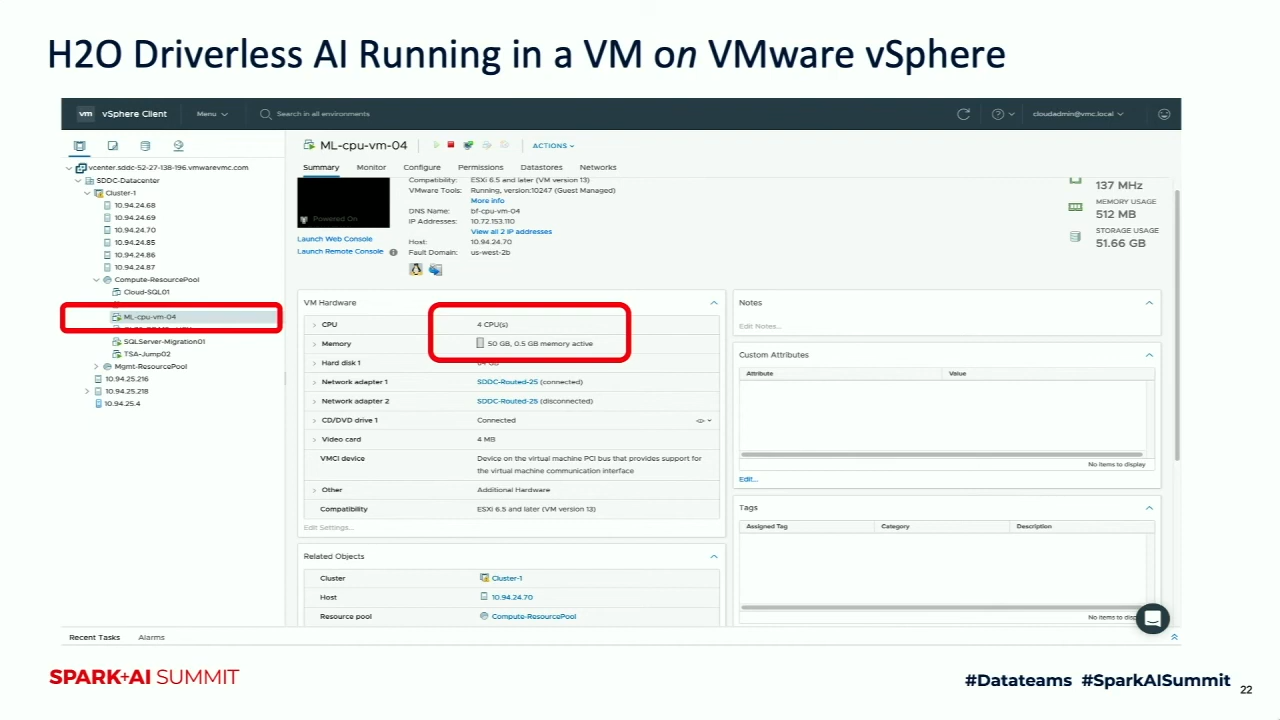 H2O Driverless AI Running in a VM on VMware vSphere
vm vSphere Client Menu Search in all environments cloudadmin@vmc.local
vcenter.sddc-52-27-138-196.vmwarevmc.com
SDDC-Datacenter
Cluster-1
10.94.24.68
10.94.24.69
10.94.24.70
10.94.24.85
10.94.24.86
10.94.24.87
Compute-ResourcePool
Cloud-SQL01
ML-cpu-vm-04
SQLServer-Migration01
TSA-Jump02
Mgmt-ResourcePool
10.94.25.216
10.94.25.218
10.94.25.4
ML-cpu-vm-04 ACTIONS
Summary Monitor Configure Permissions Datastores Networks
Powered On
Launch Web Console
Launch Remote Console
Compatibility: ESXi 6.5 and later (VM version 13)
VMware Tools: Running, version:10247 (Guest Managed)
More info
DNS Name: bf-cpu-vm-04
IP Addresses: 10.72.153.110
View all 2 IP addresses
Host: 10.94.24.70
Fault Domain: us-west-2b
137 MHz
MEMORY USAGE
512 MB
STORAGE USAGE
51.66 GB
VM Hardware
CPU 4 CPU(s)
Memory 50 GB, 0.5 GB memory active
Hard disk 1
Network adapter 1 SDDC-Routed-25 (connected)
Network adapter 2 SDDC-Routed-25 (disconnected)
CD/DVD drive 1 Connected
Video card 4 MB
VMCI device Device on the virtual machine PCI bus that provides support for
the virtual machine communication interface
Other Additional Hardware
Compatibility ESXi 6.5 and later (VM version 13)
Edit Settings...
Related Objects
Cluster Cluster-1
Host 10.94.24.70
Resource pool Compute-ResourcePool
Notes
Edit Notes...
Custom Attributes
Attribute Value
No items to display
Edit...
Tags
Assigned Tag Category Description
No items to
Recent Tasks Alarms
SPARK+AI SUMMIT
#Datateams #SparkAISummit
22